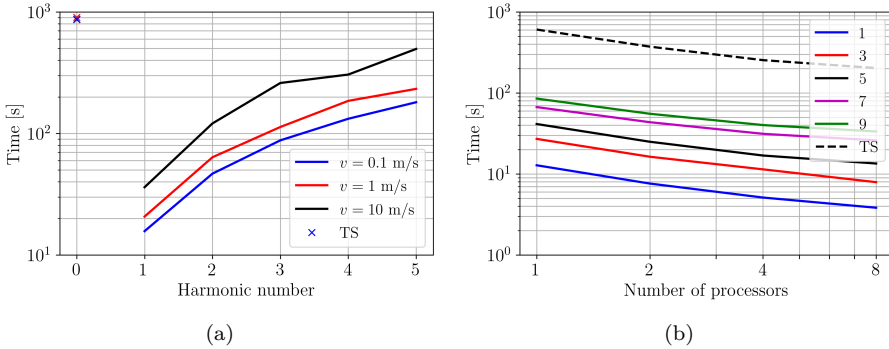 10³
10²
10¹
Time [s]
0 1 2 3 4 5
Harmonic number
v = 0.1 m/s
v = 1 m/s
v = 10 m/s
TS
(a)
10³
10²
10¹
10⁰
Time [s]
1 2 4 8
Number of processors
1
3
5
7
9
TS
(b)